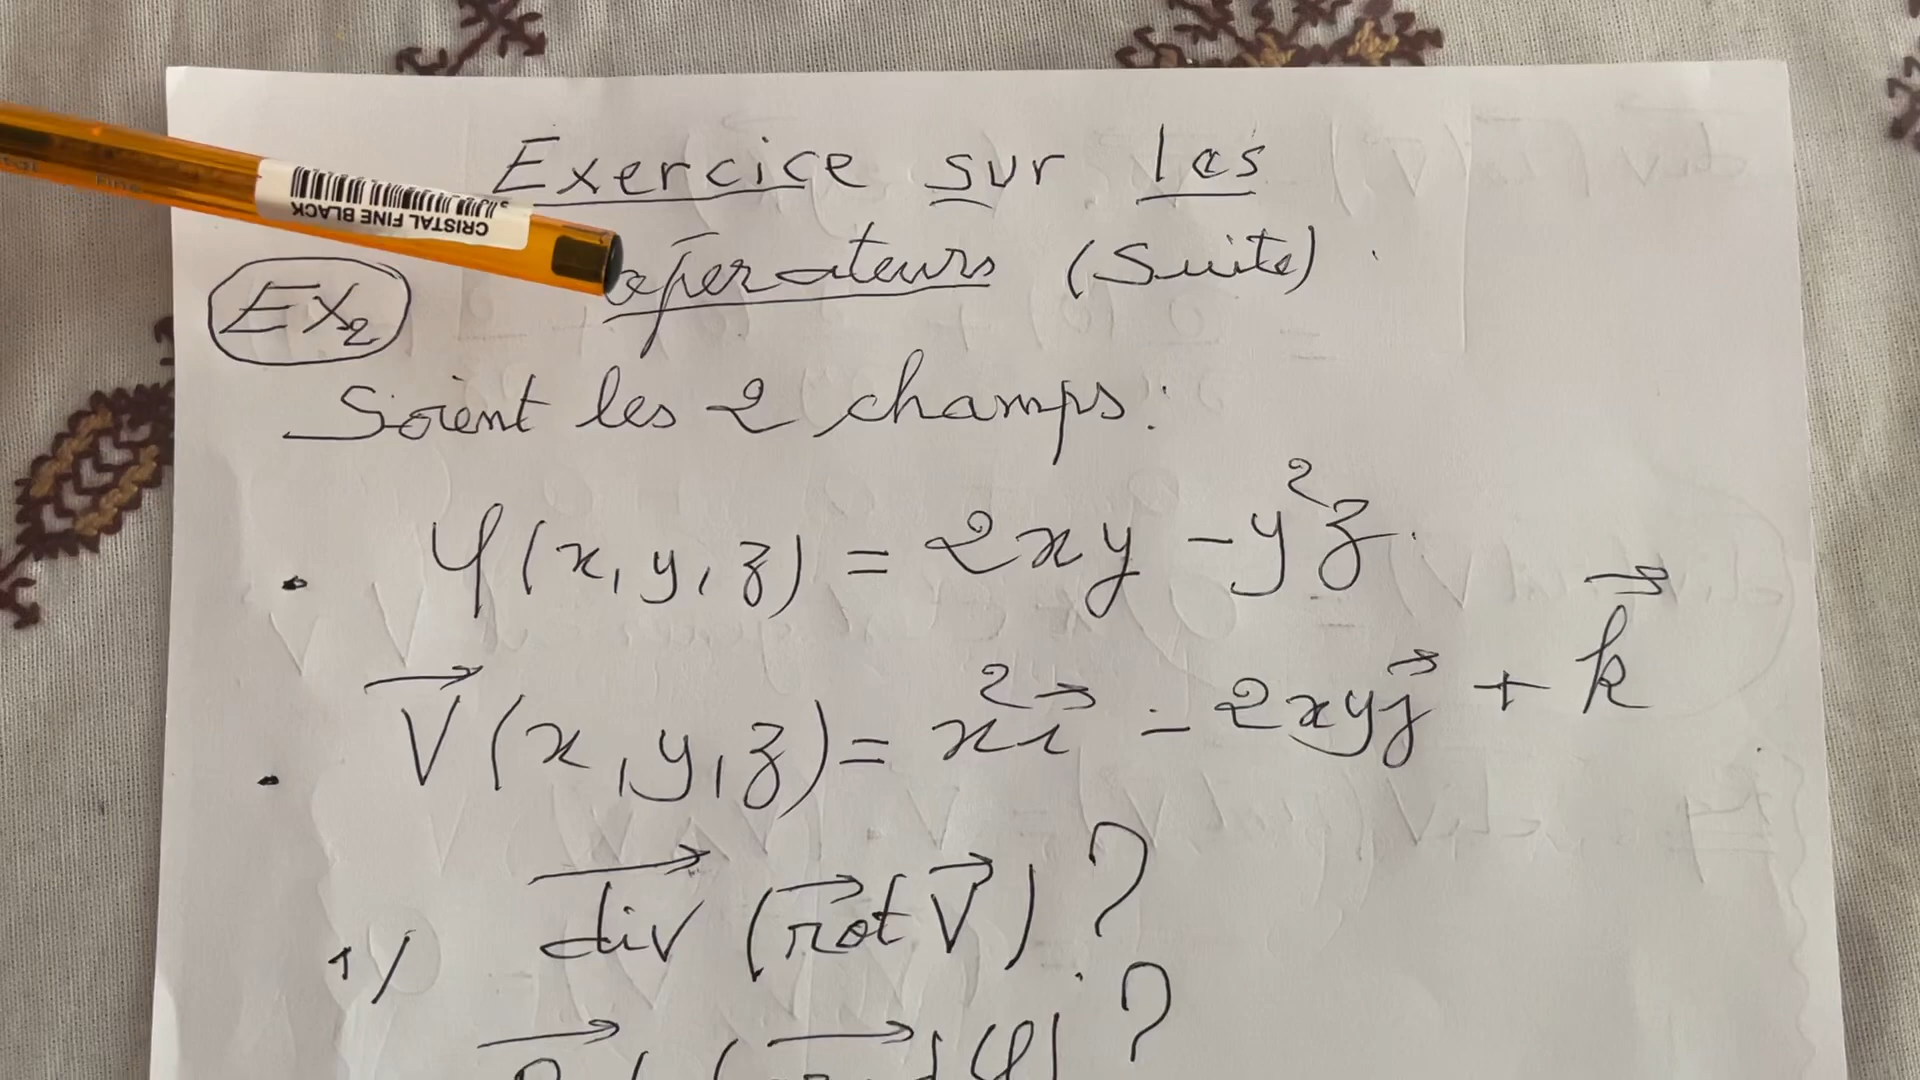 CRISTAL FINE BLACK
Exercice sur les
opérateurs (Suite)
EX2
Soient les 2 champs:
• φ(x, y, z) = 2xy - y²z.
• V⃗(x, y, z) = x²i⃗ - 2xyj⃗ + k⃗
1/ div⃗ (rot⃗ V⃗) ?